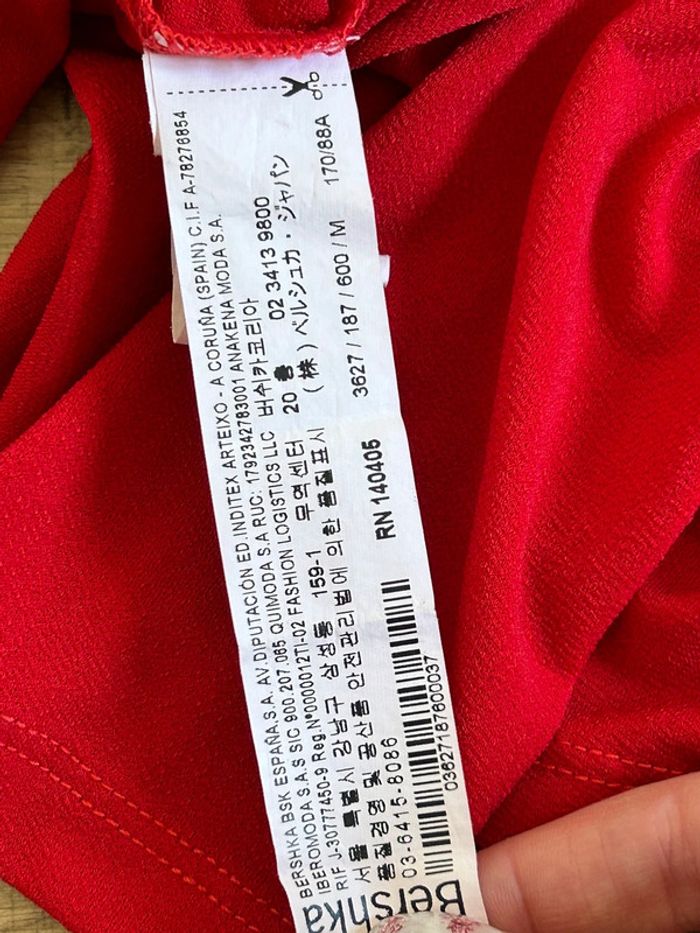 BERSHKA BSK ESPAÑA.S.A. AV.DIPUTACIÓN ED.INDITEX ARTEIXO - A CORUÑA (SPAIN) C.I.F A-78276854
IBEROMODA S.A.S SIC 900.207.065 QUIMODA S.A RUC: 1792342783001 ANAKENA MODA S.A.
RIF J-30777450-9 Reg.Nº0000012TI-02 FASHION LOGISTICS LLC 버쉬카코리아
서울 특별시 강남구 삼성동 159-1 무역센터 20 층 02 3413 9800
품질경영 및 공산품 안전관리법에 의한 품질표시 (株)ベルシュカ・ジャパン
03-6415-8086
RN 140405
3627 / 187 / 600 / M 170/88A
03627187600037
Bershka